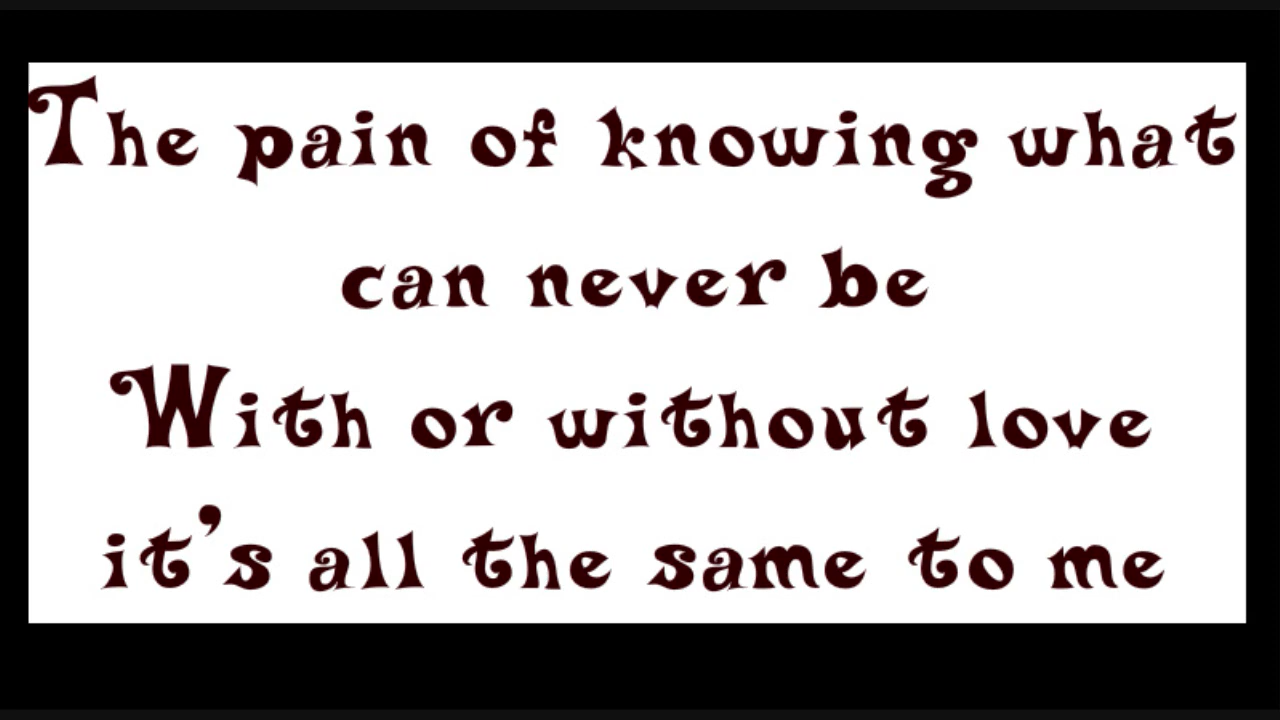 The pain of knowing what
can never be
With or without love
it's all the same to me